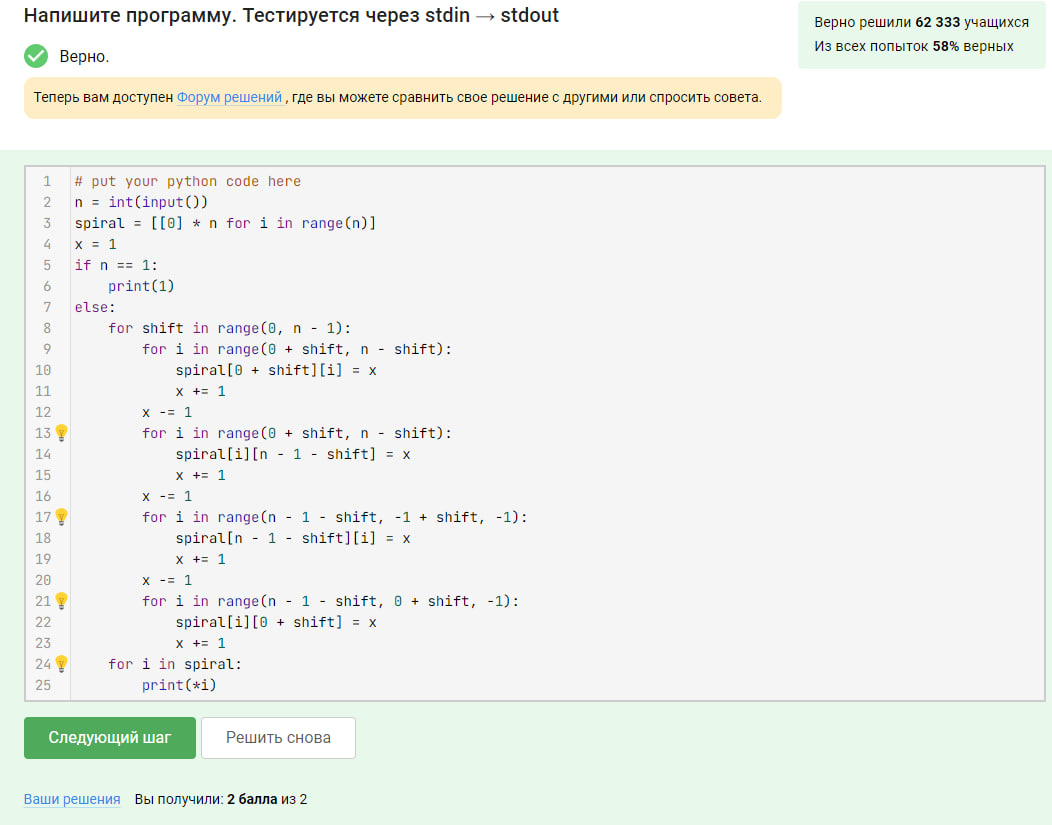 Напишите программу. Тестируется через stdin → stdout
Верно решили 62 333 учащихся
Из всех попыток 58% верных
Верно.
Теперь вам доступен Форум решений , где вы можете сравнить свое решение с другими или спросить совета.
1 # put your python code here
2 n = int(input())
3 spiral = [[0] * n for i in range(n)]
4 x = 1
5 if n == 1:
6     print(1)
7 else:
8     for shift in range(0, n - 1):
9         for i in range(0 + shift, n - shift):
10             spiral[0 + shift][i] = x
11             x += 1
12         x -= 1
13         for i in range(0 + shift, n - shift):
14             spiral[i][n - 1 - shift] = x
15             x += 1
16         x -= 1
17         for i in range(n - 1 - shift, -1 + shift, -1):
18             spiral[n - 1 - shift][i] = x
19             x += 1
20         x -= 1
21         for i in range(n - 1 - shift, 0 + shift, -1):
22             spiral[i][0 + shift] = x
23             x += 1
24     for i in spiral:
25         print(*i)
Следующий шаг
Решить снова
Ваши решения Вы получили: 2 балла из 2